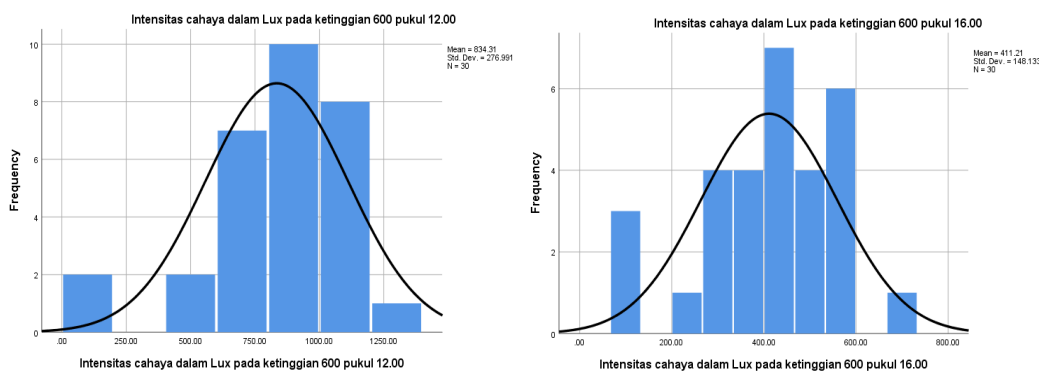 Intensitas cahaya dalam Lux pada ketinggian 600 pukul 12.00
Mean = 834.31
Std. Dev. = 276.991
N = 30
Frequency
10
8
6
4
2
0
.00 250.00 500.00 750.00 1000.00 1250.00
Intensitas cahaya dalam Lux pada ketinggian 600 pukul 12.00
Intensitas cahaya dalam Lux pada ketinggian 600 pukul 16.00
Mean = 411.21
Std. Dev. = 148.133
N = 30
Frequency
6
4
2
0
.00 200.00 400.00 600.00 800.00
Intensitas cahaya dalam Lux pada ketinggian 600 pukul 16.00